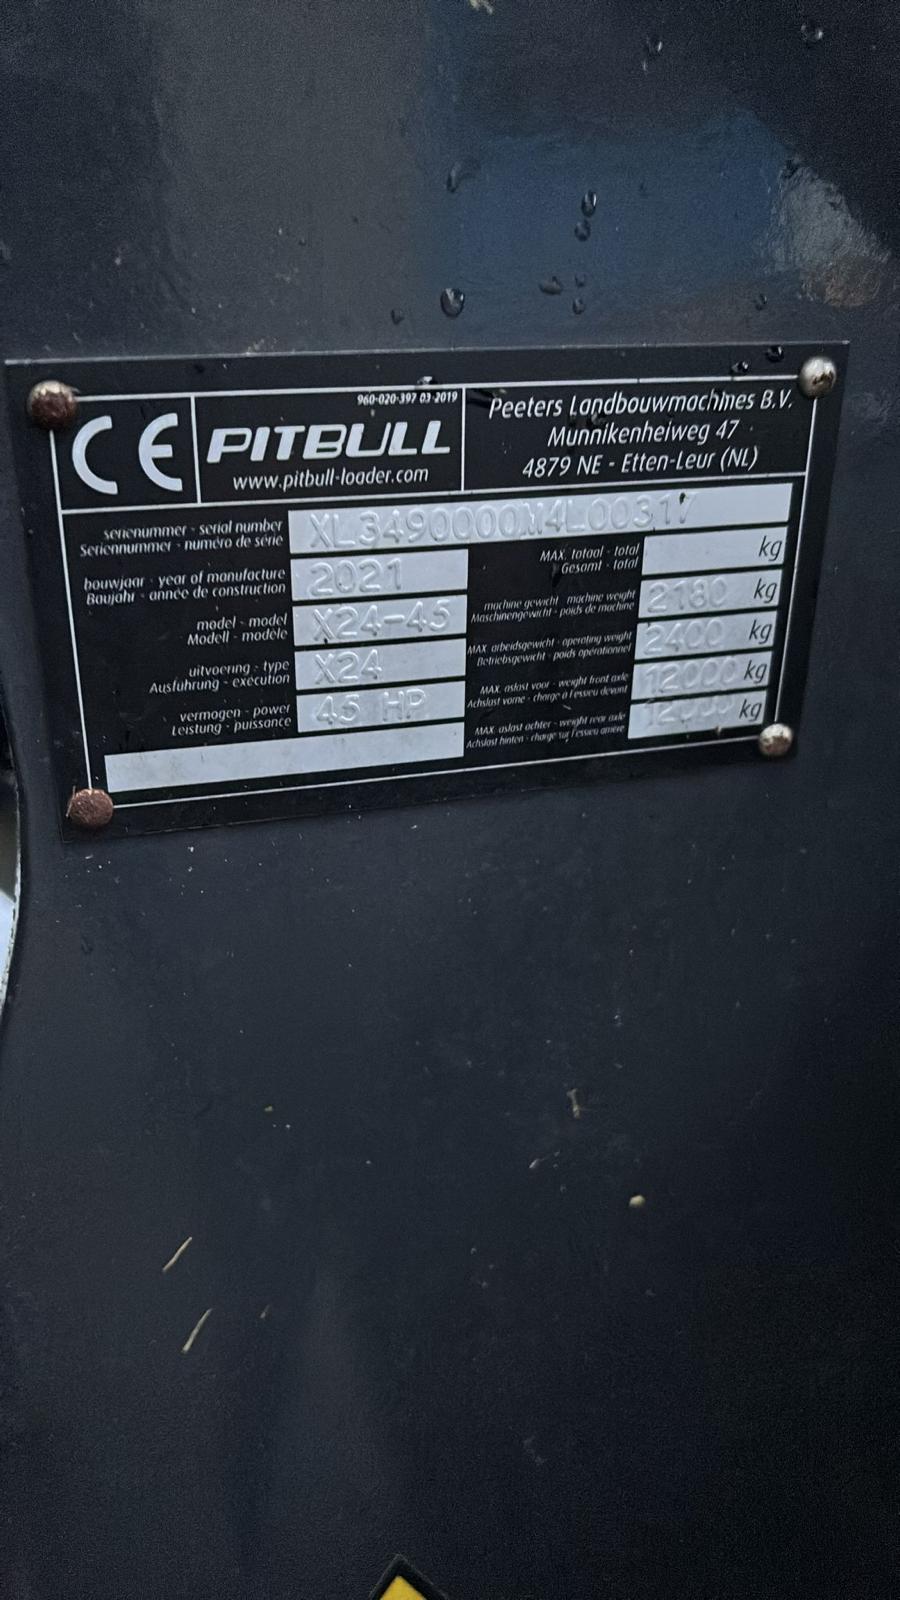 960-020-397 03-2019
CE
PITBULL
www.pitbull-loader.com
Peeters Landbouwmachines B.V.
Munnikenheiweg 47
4879 NE - Etten-Leur (NL)
serienummer - serial number
Seriennummer - numéro de série
XL3490000M4L00317
bouwjaar - year of manufacture
Baujahr - année de construction
2021
model - model
Modell - modèle
X24-45
uitvoering - type
Ausfuhrung - exécution
X24
vermogen - power
Leistung - puissance
45 HP
MAX. totaal - total
Gesamt - total
kg
machine gewicht - machine weight
Maschinengewicht - poids de machine
2180 kg
MAX. arbeidsgewicht - operating weight
Betriebsgewicht - poids opérationnel
2400 kg
MAX. aslast voor - weight front axle
Achslast vorne - charge à l'essieu devant
12000 kg
MAX. aslast achter - weight rear axle
Achslast hinten - charge sur l'essieu arrière
kg